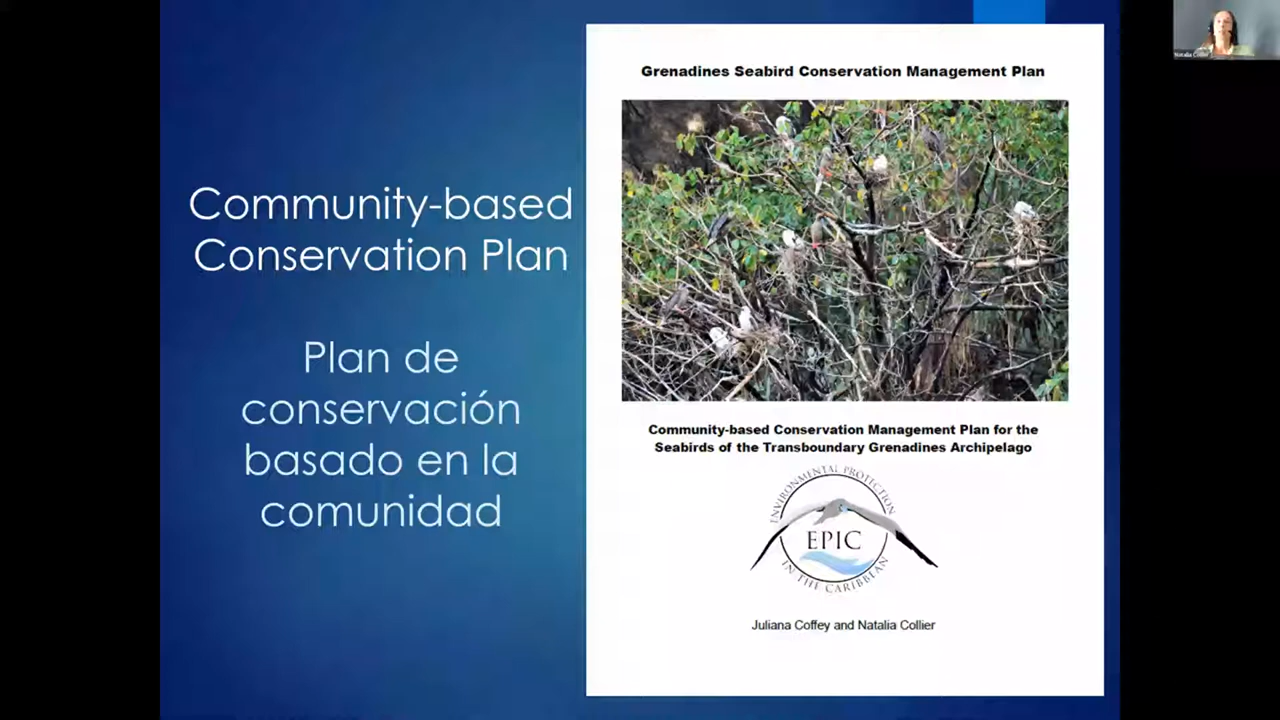 Community-based
Conservation Plan
Plan de
conservación
basado en la
comunidad
Grenadines Seabird Conservation Management Plan
Community-based Conservation Management Plan for the
Seabirds of the Transboundary Grenadines Archipelago
ENVIRONMENTAL PROTECTION
EPIC
IN THE CARIBBEAN
Juliana Coffey and Natalia Collier
Natalia Collier